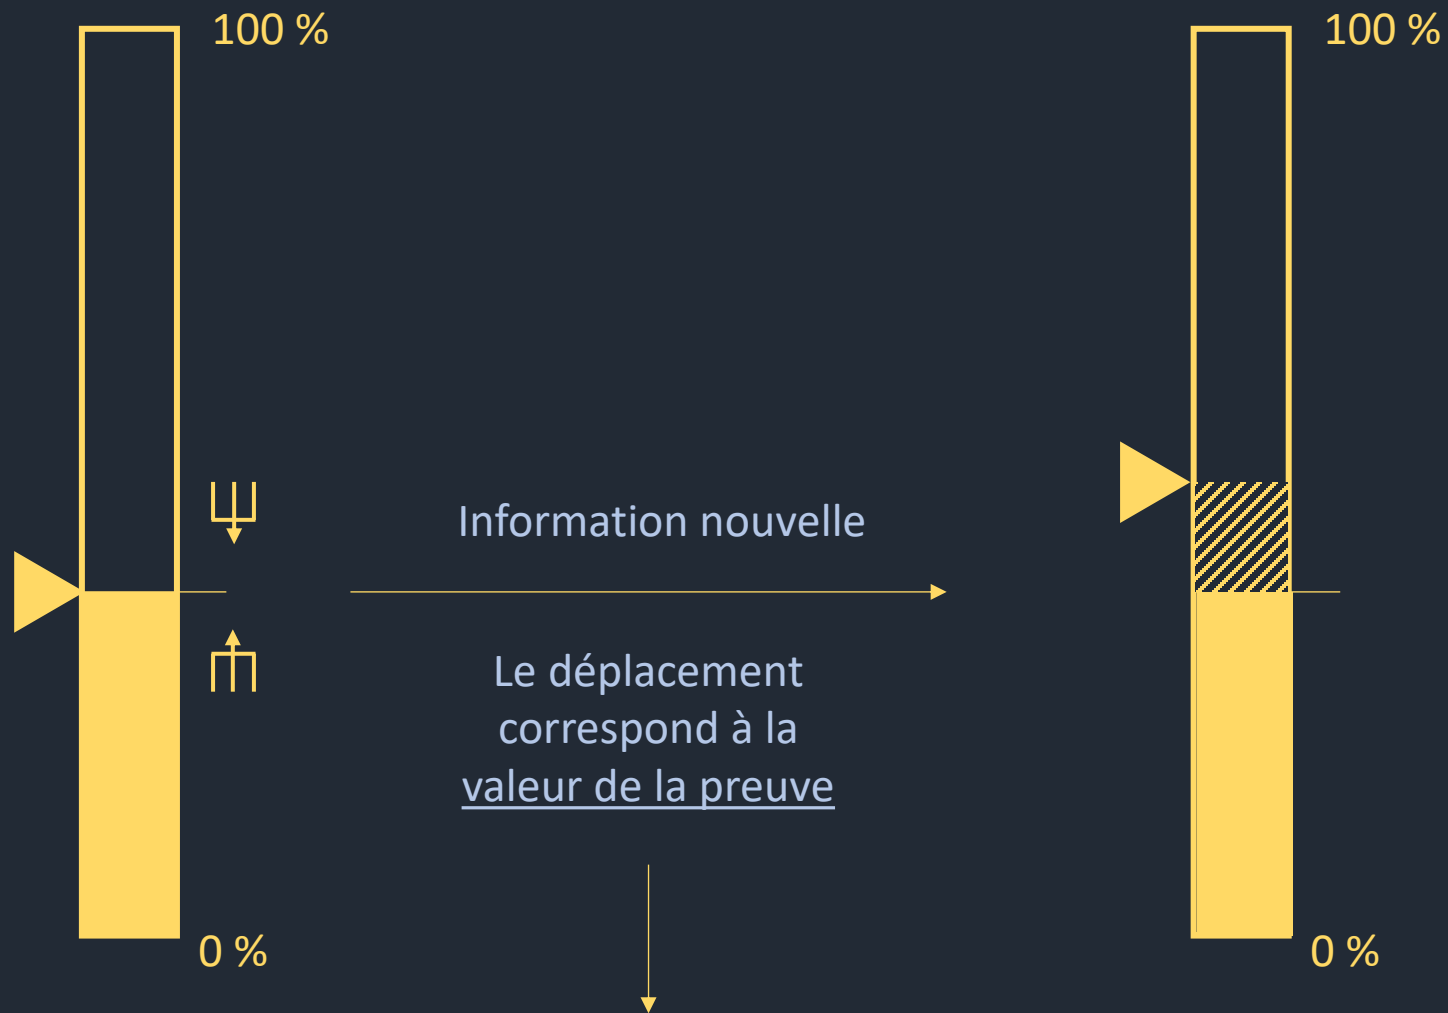 100 %
100 %
Information nouvelle
Le déplacement
correspond à la
valeur de la preuve
0 %
0 %